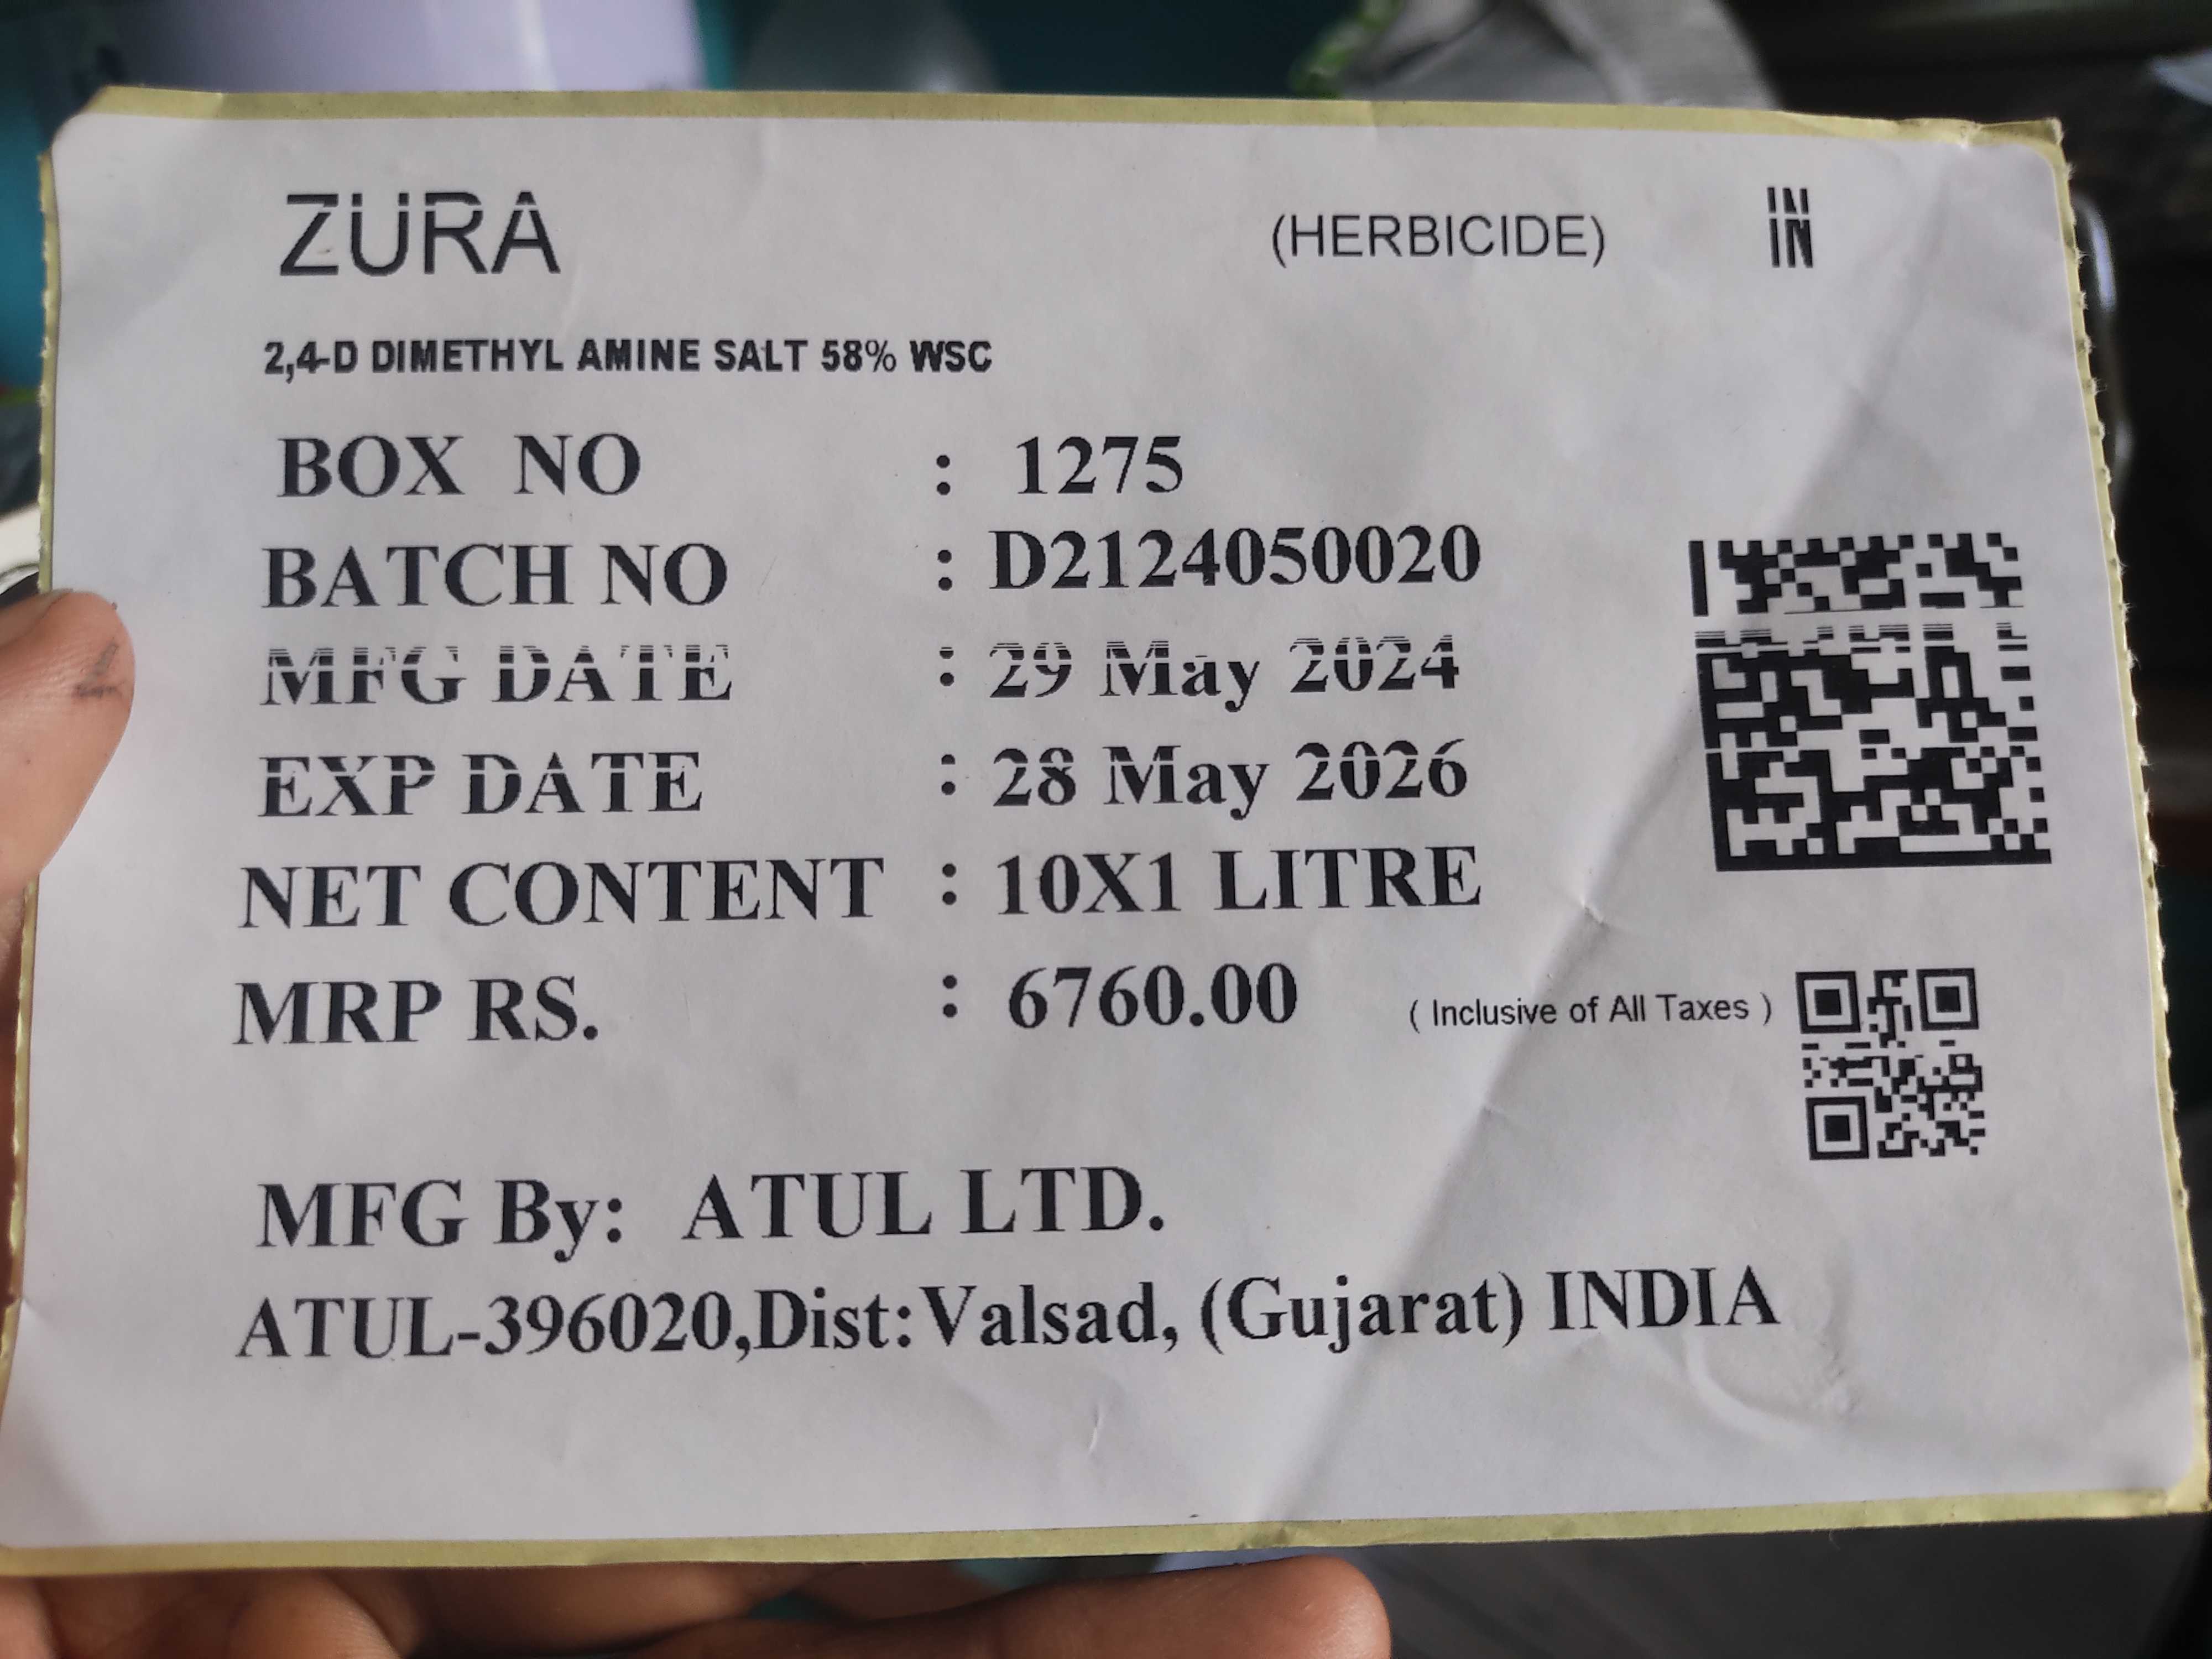 ZURA (HERBICIDE) IN
2,4-D DIMETHYL AMINE SALT 58% WSC
BOX NO : 1275
BATCH NO : D2124050020
MFG DATE : 29 May 2024
EXP DATE : 28 May 2026
NET CONTENT : 10X1 LITRE
MRP RS. : 6760.00 ( Inclusive of All Taxes )
MFG By: ATUL LTD.
ATUL-396020,Dist:Valsad, (Gujarat) INDIA